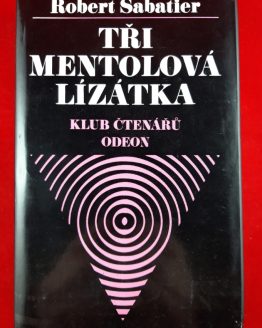 Robert Sabatier
TŘI
MENTOLOVÁ
LÍZÁTKA
KLUB ČTENÁŘŮ
ODEON